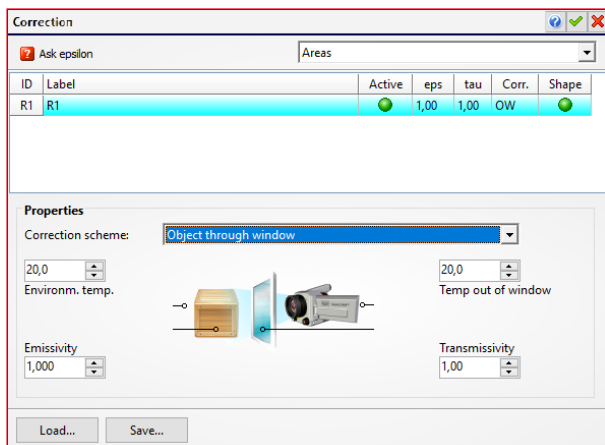 Correction
Ask epsilon
Areas
ID Label Active eps tau Corr. Shape
R1 R1 1,00 1,00 OW
Properties
Correction scheme: Object through window
20,0 20,0
Environm. temp. Temp out of window
Emissivity Transmissivity
1,000 1,00
Load... Save...